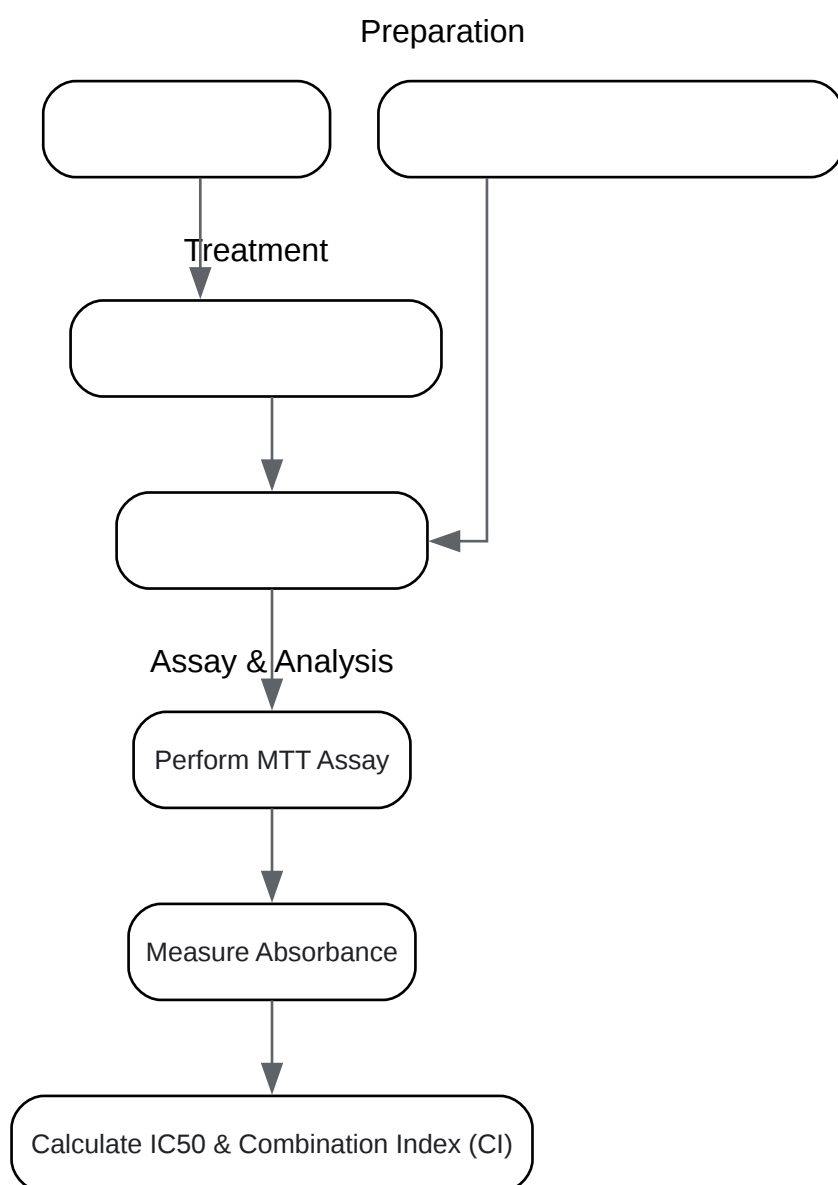 Preparation
Treatment
Assay & Analysis
Perform MTT Assay
Measure Absorbance
Calculate IC50 & Combination Index (CI)